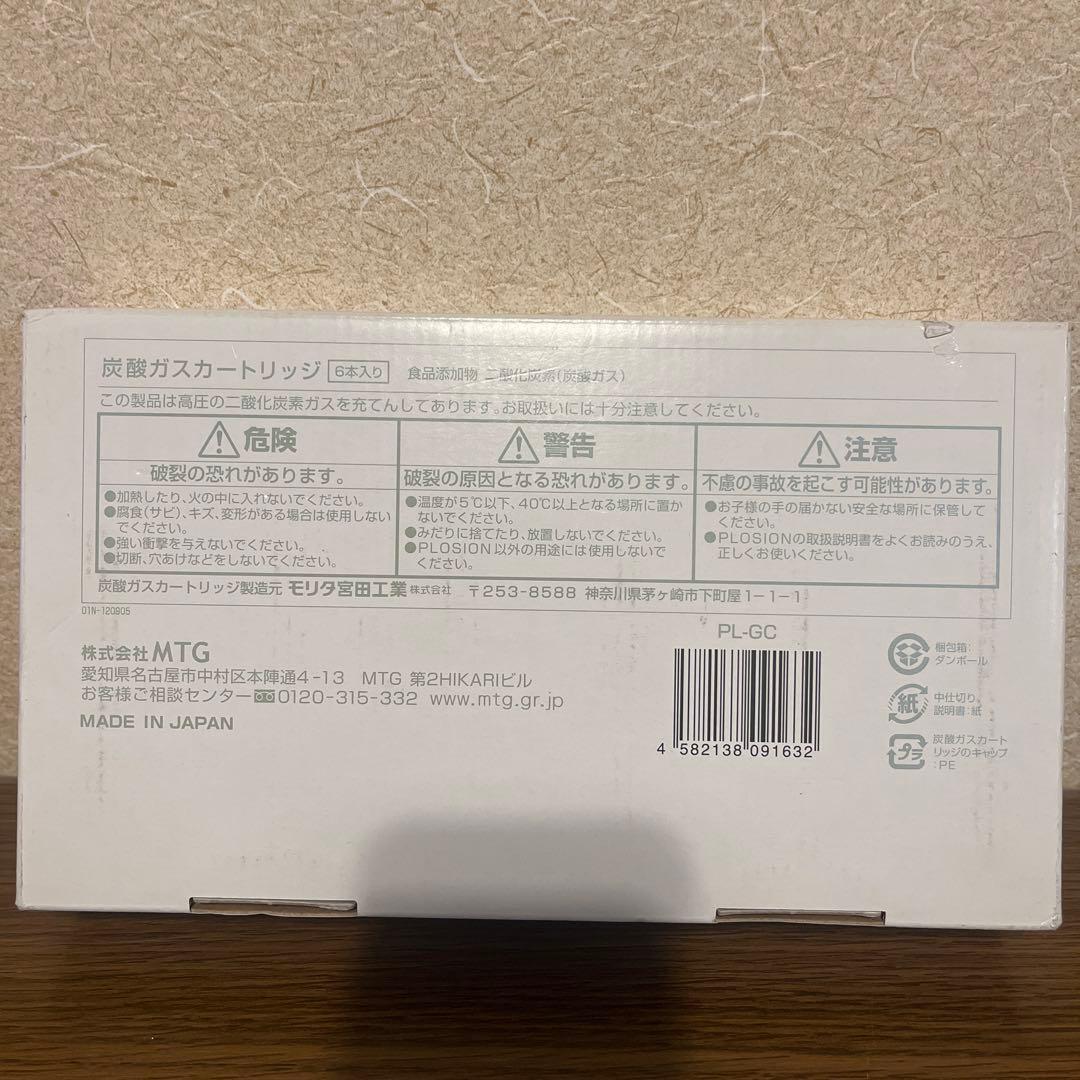 炭酸ガスカートリッジ 6本入り 食品添加物 二酸化炭素(炭酸ガス)
この製品は高圧の二酸化炭素ガスを充てんしてあります。お取扱いには十分注意してください。
危険
破裂の恐れがあります。
●加熱したり、火の中に入れないでください。
●腐食(サビ)、キズ、変形がある場合は使用しない
でください。
●強い衝撃を与えないでください。
●切断、穴あけなどをしないでください。
警告
破裂の原因となる恐れがあります。
●温度が5℃以下、40℃以上となる場所に置か
ないでください。
●みだりに捨てたり、放置しないでください。
●PLOSION以外の用途には使用しないで
ください。
注意
不慮の事故を起こす可能性があります。
●お子様の手の届かない安全な場所に保管して
ください。
●PLOSIONの取扱説明書をよくお読みのうえ、
正しくお使いください。
炭酸ガスカートリッジ製造元 モリタ宮田工業株式会社 〒253-8588 神奈川県茅ヶ崎市下町屋1-1-1
01N-120905
株式会社MTG
愛知県名古屋市中村区本陣通4-13 MTG 第2HIKARIビル
お客様ご相談センター 0120-315-332 www.mtg.gr.jp
MADE IN JAPAN
PL-GC
4 582138 091632
梱包箱:
ダンボール
紙
中仕切り、
説明書:紙
プラ
炭酸ガスカート
リッジのキャップ
:PE